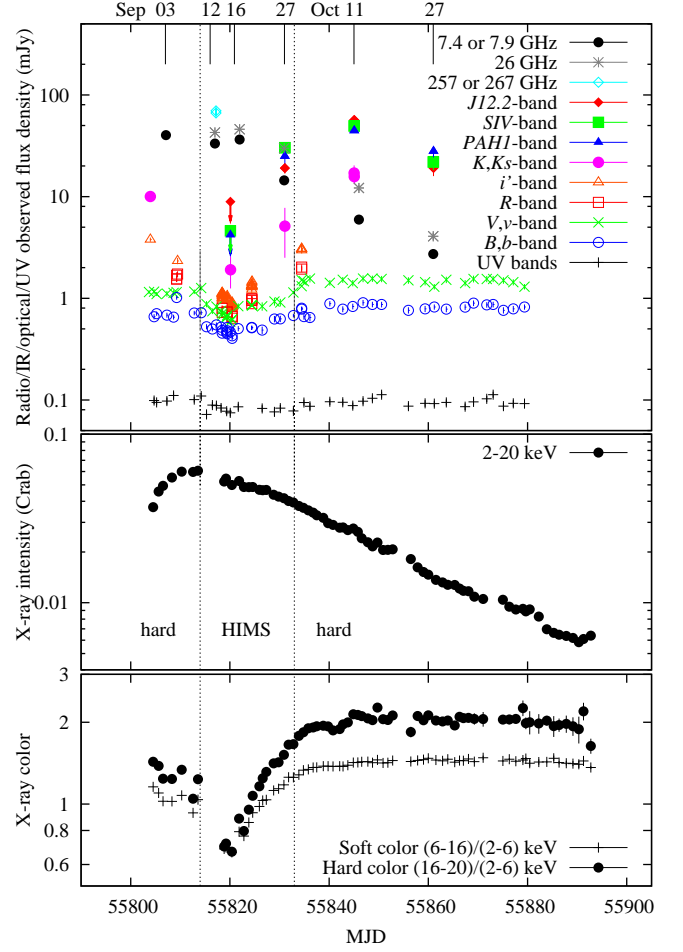 Sep 03 12 16 27 Oct 11 27
Radio/IR/optical/UV observed flux density (mJy)
100
10
1
0.1
7.4 or 7.9 GHz
26 GHz
257 or 267 GHz
J12.2-band
SIV-band
PAH1-band
K,Ks-band
i'-band
R-band
V,v-band
B,b-band
UV bands
X-ray intensity (Crab)
0.1
0.01
2-20 keV
hard HIMS hard
X-ray color
3
2
1
0.8
0.6
Soft color (6-16)/(2-6) keV
Hard color (16-20)/(2-6) keV
55800 55820 55840 55860 55880 55900
MJD